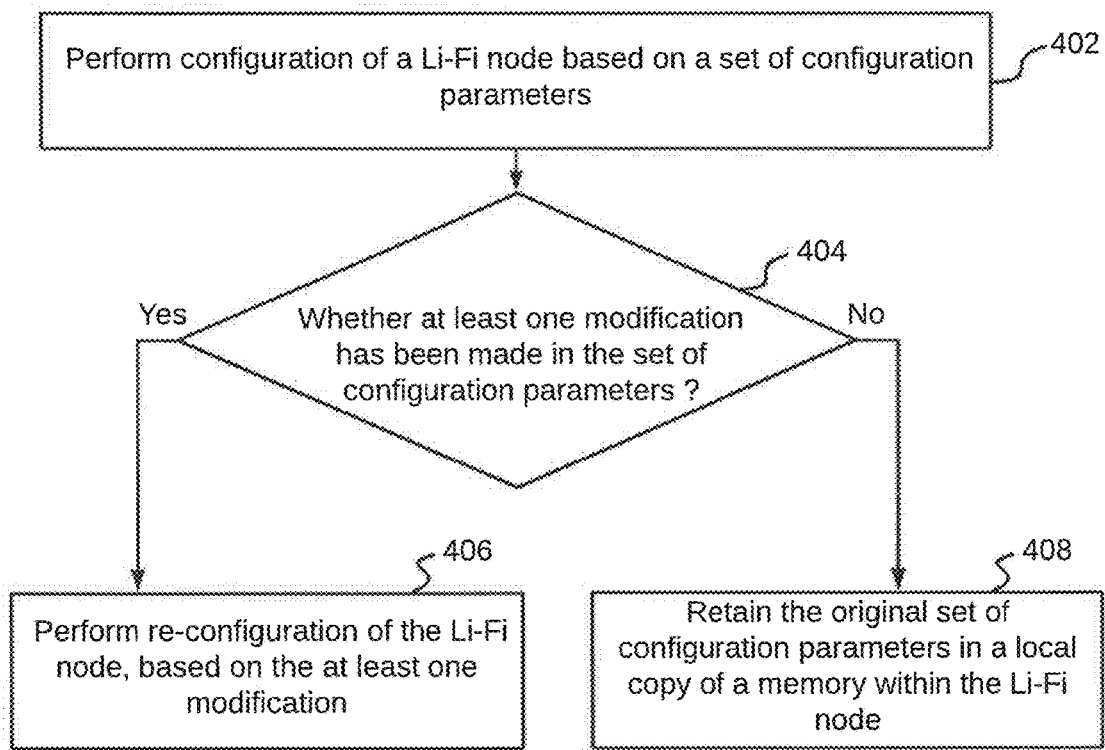 Perform configuration of a Li-Fi node based on a set of configuration
parameters
402
404
Yes
No
Whether at least one modification
has been made in the set of
configuration parameters ?
406
408
Perform re-configuration of the Li-Fi
node, based on the at least one
modification
Retain the original set of
configuration parameters in a local
copy of a memory within the Li-Fi
node